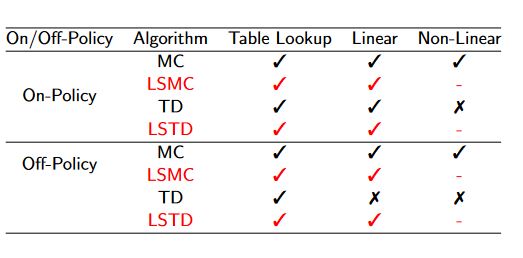 On/Off-Policy Algorithm Table Lookup Linear Non-Linear
MC ✓ ✓ ✓
LSMC ✓ ✓ -
On-Policy
TD ✓ ✓ ✗
LSTD ✓ ✓ -
MC ✓ ✓ ✓
Off-Policy
LSMC ✓ ✓ -
TD ✓ ✗ ✗
LSTD ✓ ✓ -